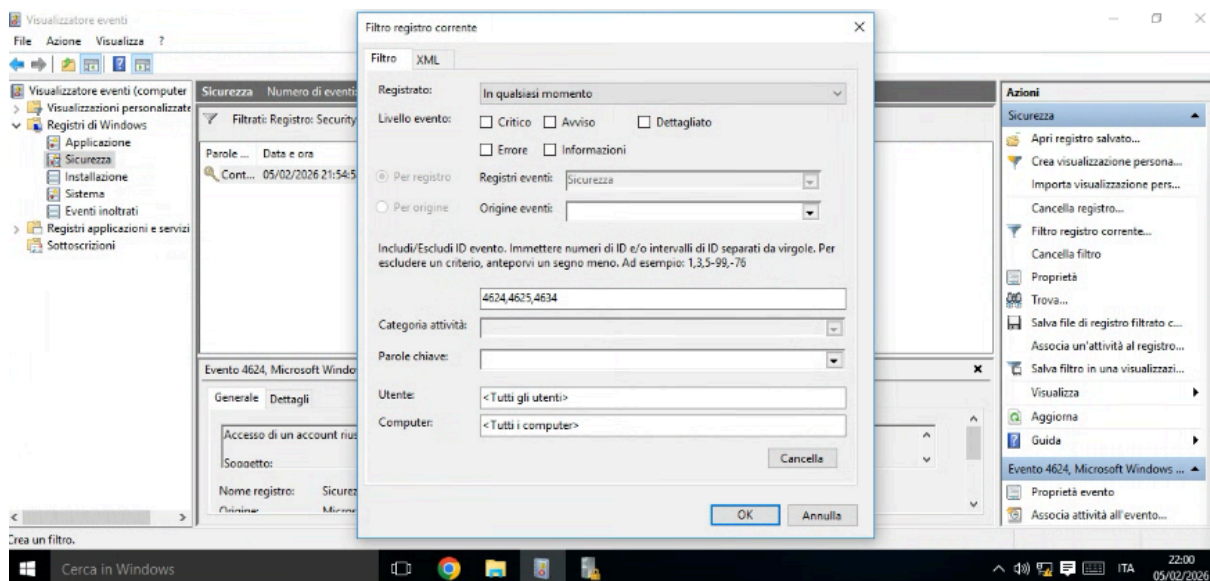 Visualizzatore eventi
File Azione Visualizza ?
Visualizzatore eventi (computer
Visualizzazioni personalizzate
Registri di Windows
Applicazione
Sicurezza
Installazione
Sistema
Eventi inoltrati
Registri applicazioni e servizi
Sottoscrizioni
Sicurezza Numero di eventi:
Filtrati: Registro: Security
Parole ... Data e ora
Cont... 05/02/2026 21:54:5
Evento 4624, Microsoft Windo
Generale Dettagli
Accesso di un account rius
Soggetto:
Nome registro: Sicurez
Origine: Micros
Filtro registro corrente
Filtro XML
Registrato: In qualsiasi momento
Livello evento: Critico Avviso Dettagliato
Errore Informazioni
Per registro Registri eventi: Sicurezza
Per origine Origine eventi:
Includi/Escludi ID evento. Immettere numeri di ID e/o intervalli di ID separati da virgole. Per
escludere un criterio, anteporvi un segno meno. Ad esempio: 1,3,5-99,-76
4624,4625,4634
Categoria attività:
Parole chiave:
Utente: <Tutti gli utenti>
Computer: <Tutti i computer>
Cancella
OK Annulla
Azioni
Sicurezza
Apri registro salvato...
Crea visualizzazione persona...
Importa visualizzazione pers...
Cancella registro...
Filtro registro corrente...
Cancella filtro
Proprietà
Trova...
Salva file di registro filtrato c...
Associa un'attività al registro...
Salva filtro in una visualizzazi...
Visualizza
Aggiorna
Guida
Evento 4624, Microsoft Windows ...
Proprietà evento
Associa attività all'evento...
Crea un filtro.
Cerca in Windows
ITA
22:00
05/02/2026